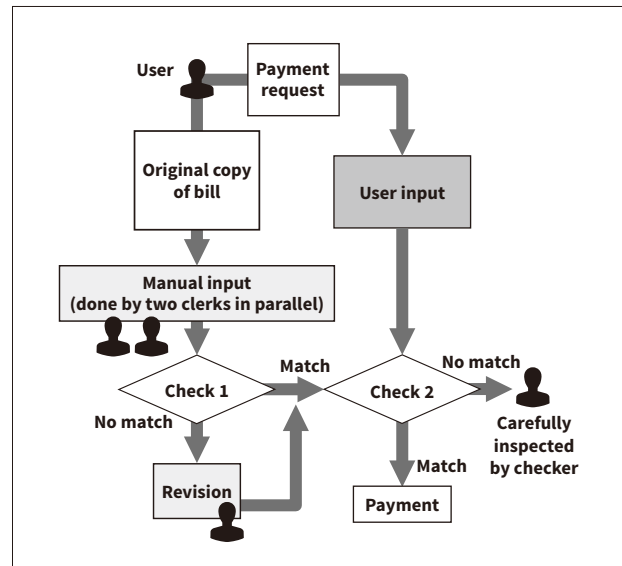 User
Payment
request
Original copy
of bill
User input
Manual input
(done by two clerks in parallel)
Check 1
Match
Check 2
No match
Carefully
inspected
by checker
No match
Revision
Match
Payment